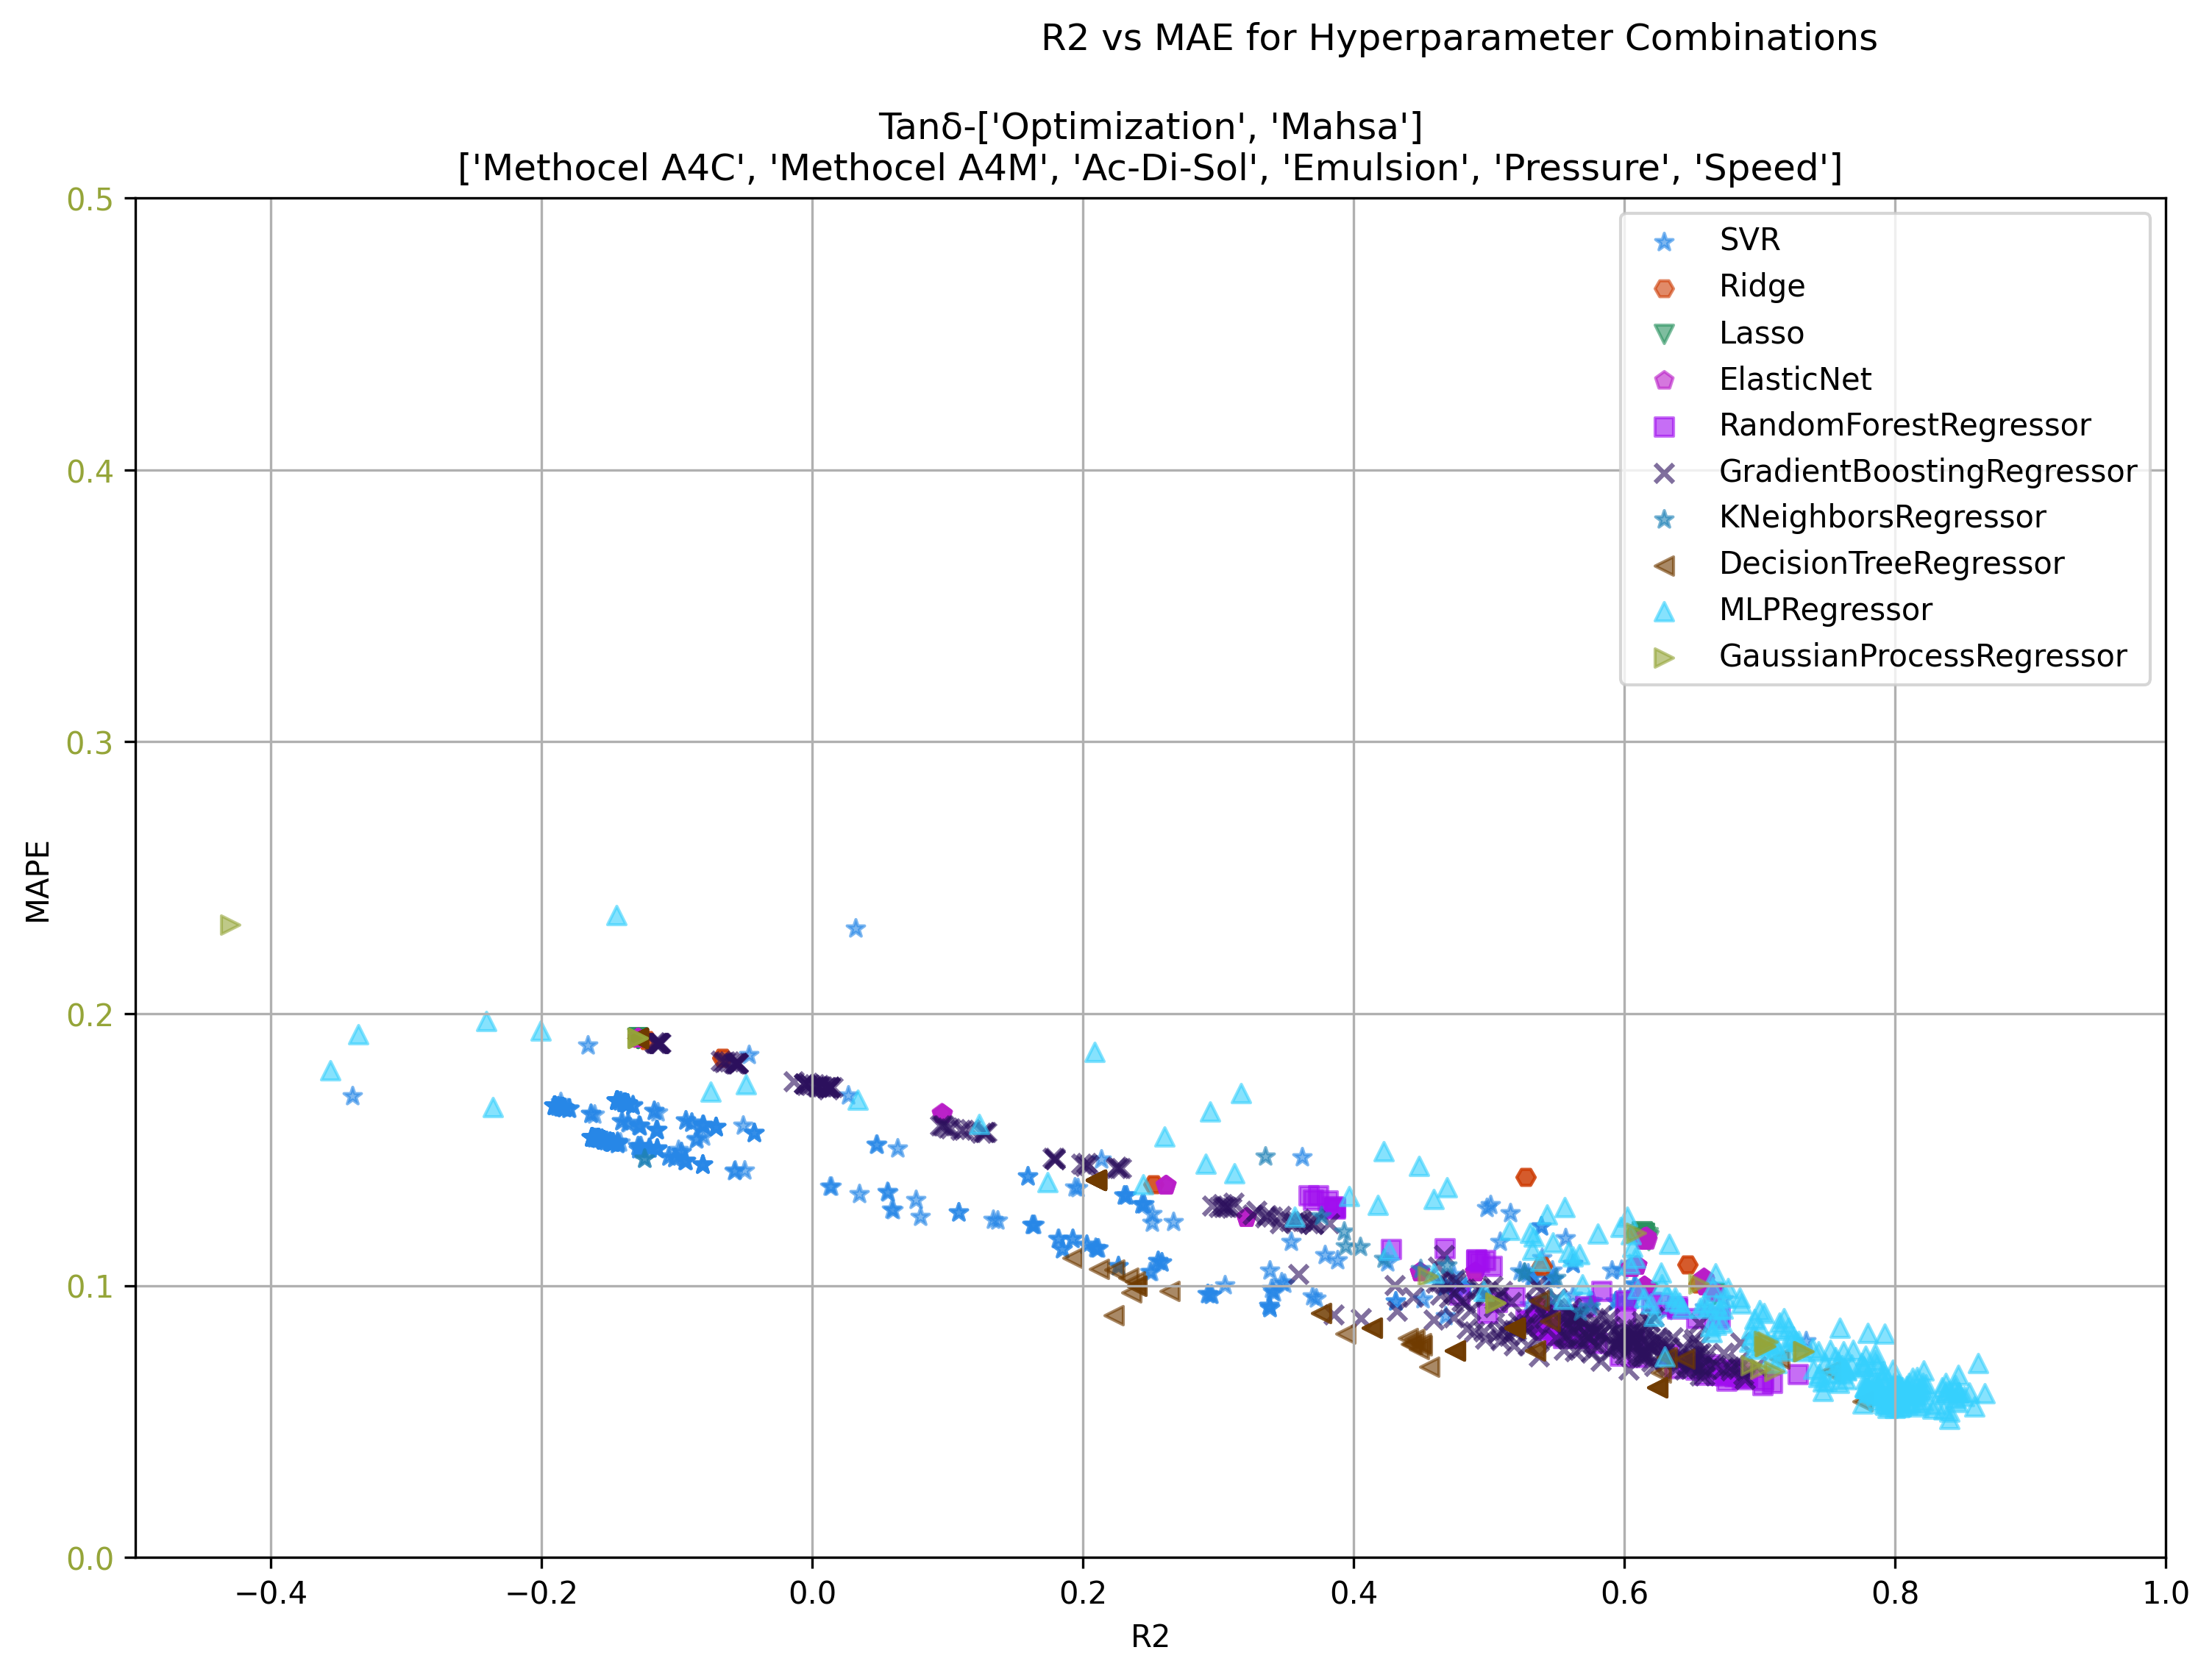 R2 vs MAE for Hyperparameter Combinations
Tanδ-['Optimization', 'Mahsa']
['Methocel A4C', 'Methocel A4M', 'Ac-Di-Sol', 'Emulsion', 'Pressure', 'Speed']
0.5
0.4
0.3
0.2
0.1
0.0
MAPE
SVR
Ridge
Lasso
ElasticNet
RandomForestRegressor
GradientBoostingRegressor
KNeighborsRegressor
DecisionTreeRegressor
MLPRegressor
GaussianProcessRegressor
−0.4 −0.2 0.0 0.2 0.4 0.6 0.8 1.0
R2